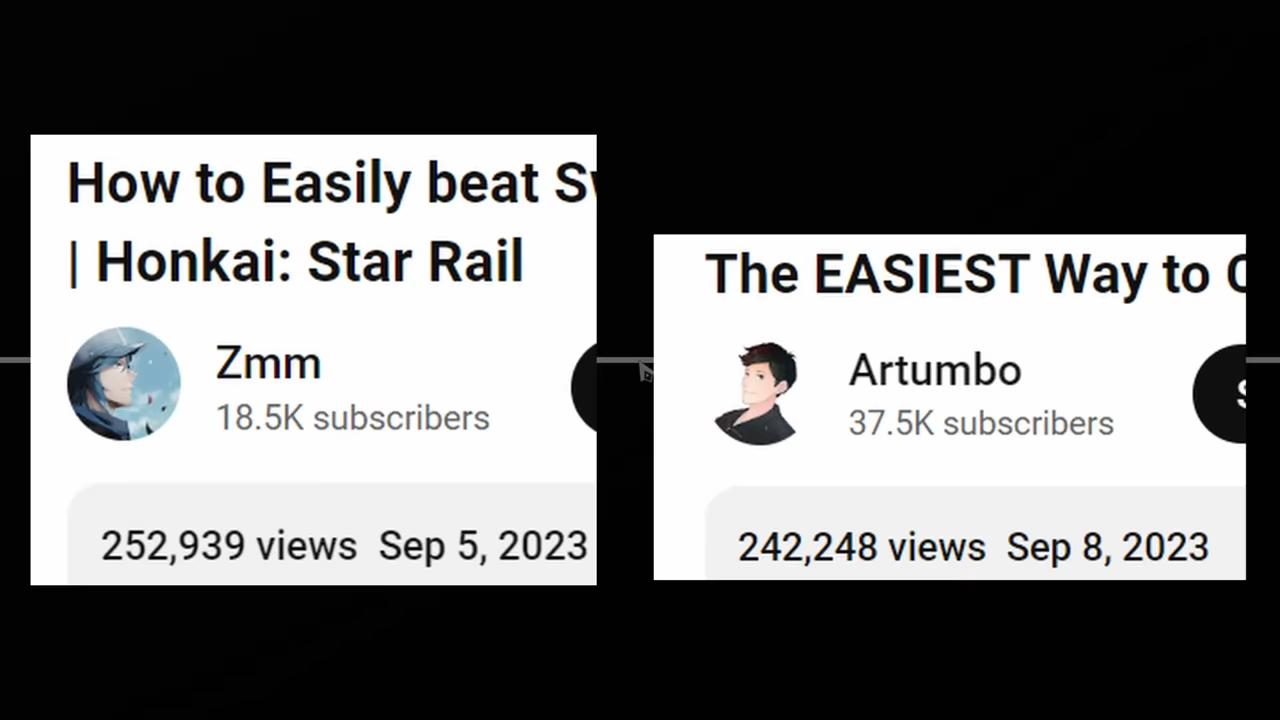 How to Easily beat
| Honkai: Star Rail
Zmm
18.5K subscribers
252,939 views Sep 5, 2023
The EASIEST Way to
Artumbo
37.5K subscribers
242,248 views Sep 8, 2023